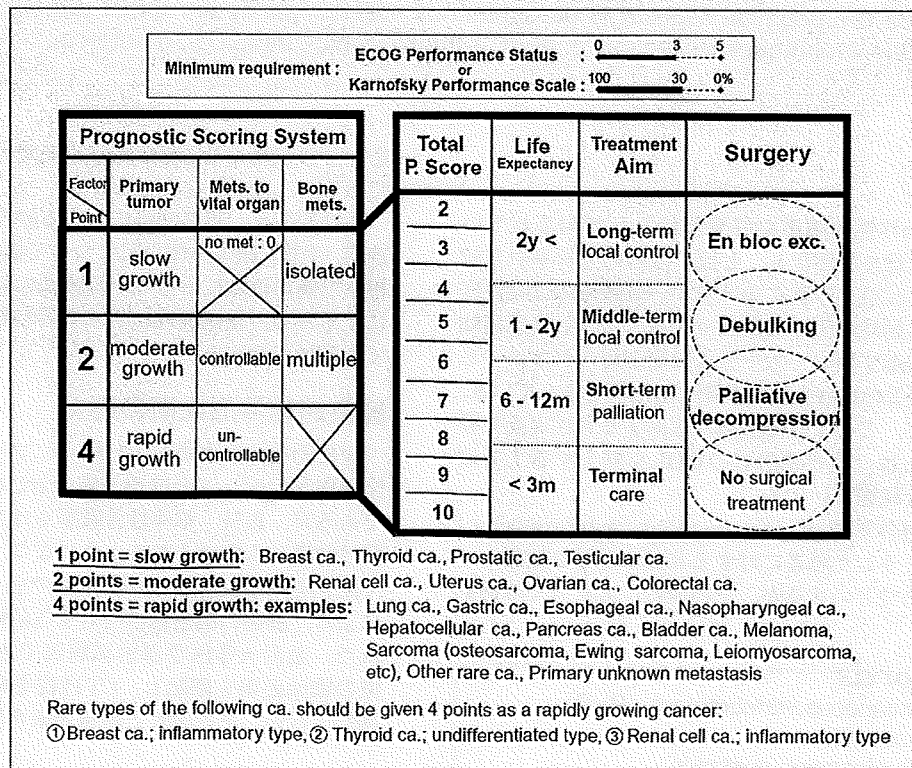 ECOG Performance Status : 0 3 5
Minimum requirement : or
Karnofsky Performance Scale : 100 30 0%
Prognostic Scoring System
Factor Point Primary tumor Mets. to vital organ Bone mets.
1 slow growth no met : 0 isolated
2 moderate growth controllable multiple
4 rapid growth un-controllable
Total P. Score Life Expectancy Treatment Aim Surgery
2
3 2y < Long-term local control En bloc exc.
4
5 1 - 2y Middle-term local control Debulking
6
7 6 - 12m Short-term palliation Palliative decompression
8
9 < 3m Terminal care No surgical treatment
10
1 point = slow growth: Breast ca., Thyroid ca., Prostatic ca., Testicular ca.
2 points = moderate growth: Renal cell ca., Uterus ca., Ovarian ca., Colorectal ca.
4 points = rapid growth: examples: Lung ca., Gastric ca., Esophageal ca., Nasopharyngeal ca.,
Hepatocellular ca., Pancreas ca., Bladder ca., Melanoma,
Sarcoma (osteosarcoma, Ewing sarcoma, Leiomyosarcoma,
etc), Other rare ca., Primary unknown metastasis
Rare types of the following ca. should be given 4 points as a rapidly growing cancer:
①Breast ca.; inflammatory type, ② Thyroid ca.; undifferentiated type, ③ Renal cell ca.; inflammatory type